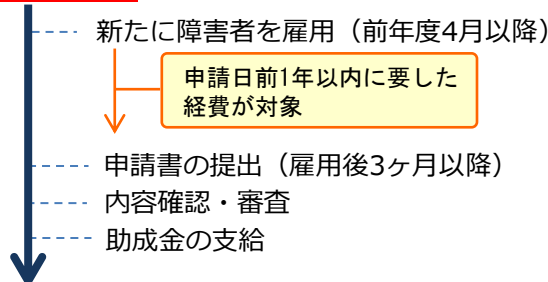 新たに障害者を雇用（前年度4月以降）
申請日前1年以内に要した
経費が対象
申請書の提出（雇用後3ヶ月以降）
内容確認・審査
助成金の支給